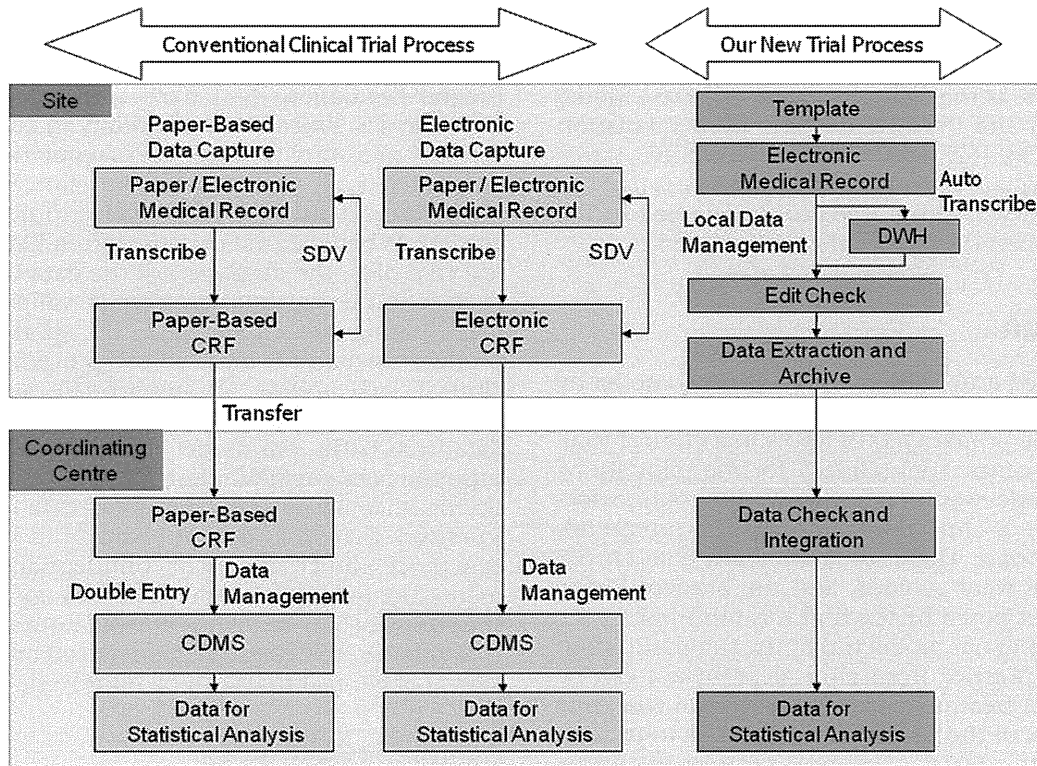 Conventional Clinical Trial Process
Our New Trial Process
Site
Paper-Based
Data Capture
Paper / Electronic
Medical Record
Transcribe
SDV
Paper-Based
CRF
Transfer
Electronic
Data Capture
Paper / Electronic
Medical Record
Transcribe
SDV
Electronic
CRF
Template
Electronic
Medical Record
Auto
Transcribe
Local Data
Management
DWH
Edit Check
Data Extraction and
Archive
Coordinating
Centre
Paper-Based
CRF
Double Entry
Data
Management
CDMS
Data for
Statistical Analysis
Data
Management
CDMS
Data for
Statistical Analysis
Data Check and
Integration
Data for
Statistical Analysis